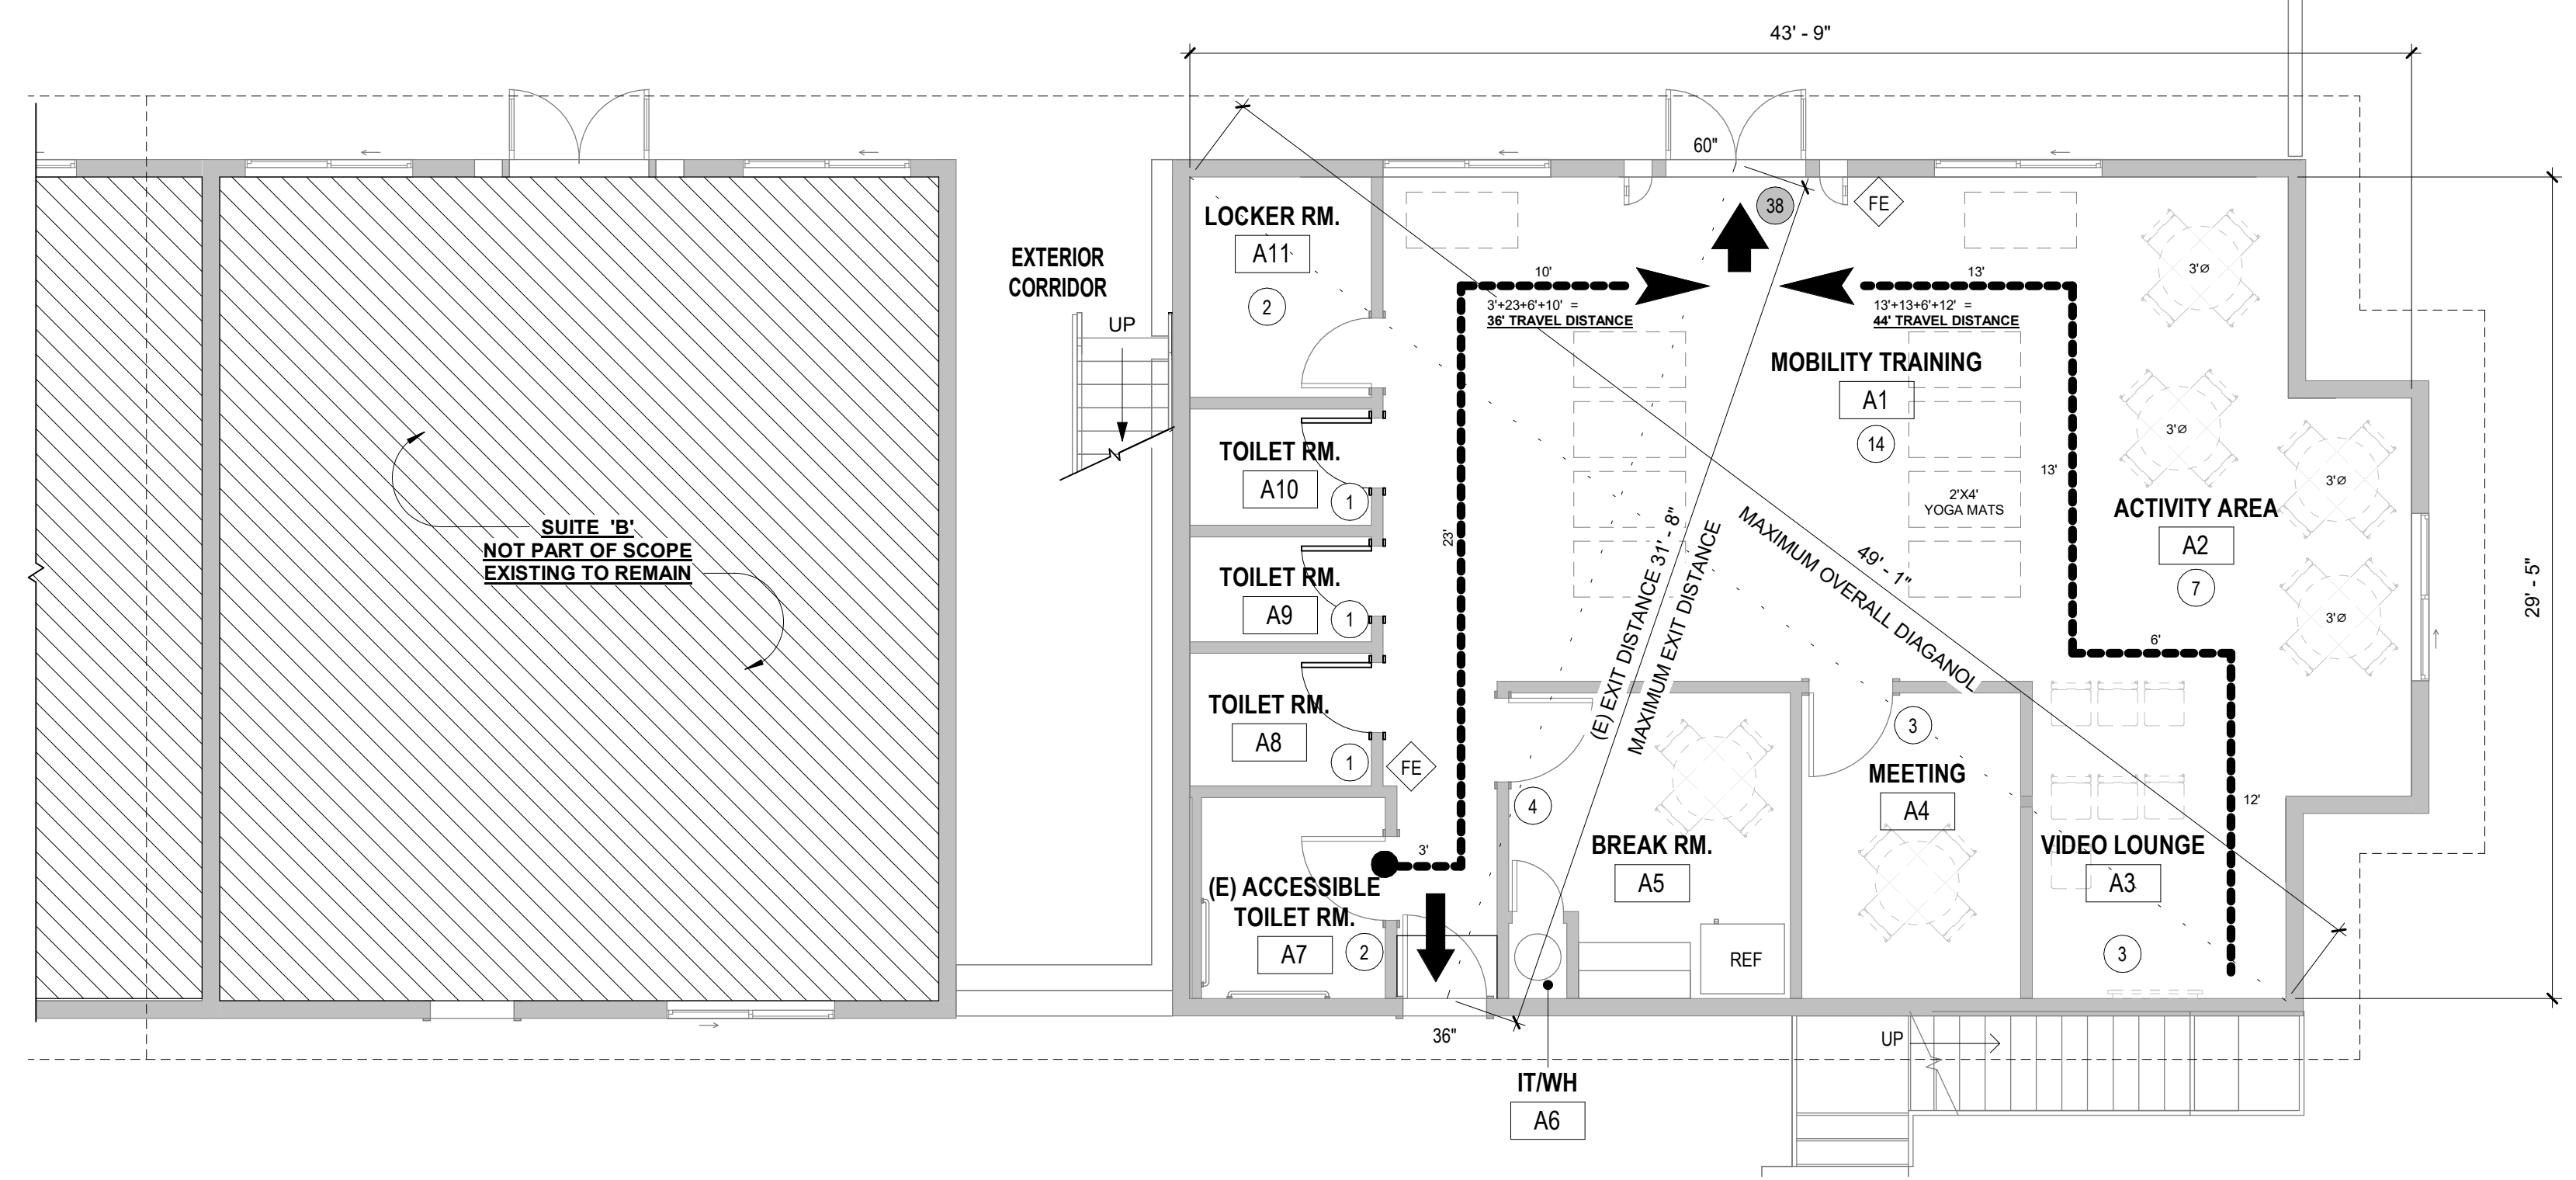 43' - 9"
60"
38
FE
LOCKER RM.
A11
2
EXTERIOR
CORRIDOR
UP
10'
3'+23+6'+10' =
36' TRAVEL DISTANCE
13'
13'+13+6'+12' =
44' TRAVEL DISTANCE
3'Ø
MOBILITY TRAINING
A1
14
3'Ø
TOILET RM.
A10
1
13'
3'Ø
2'X4'
YOGA MATS
ACTIVITY AREA
A2
7
SUITE 'B'
NOT PART OF SCOPE
EXISTING TO REMAIN
23'
(E) EXIT DISTANCE 31' - 8"
MAXIMUM EXIT DISTANCE
49' - 1"
MAXIMUM OVERALL DIAGANOL
29' - 5"
TOILET RM.
A9
1
3'Ø
6'
TOILET RM.
A8
1
FE
3
MEETING
A4
4
12'
BREAK RM.
A5
VIDEO LOUNGE
A3
3
3'
(E) ACCESSIBLE
TOILET RM.
A7
2
REF
36"
UP
IT/WH
A6